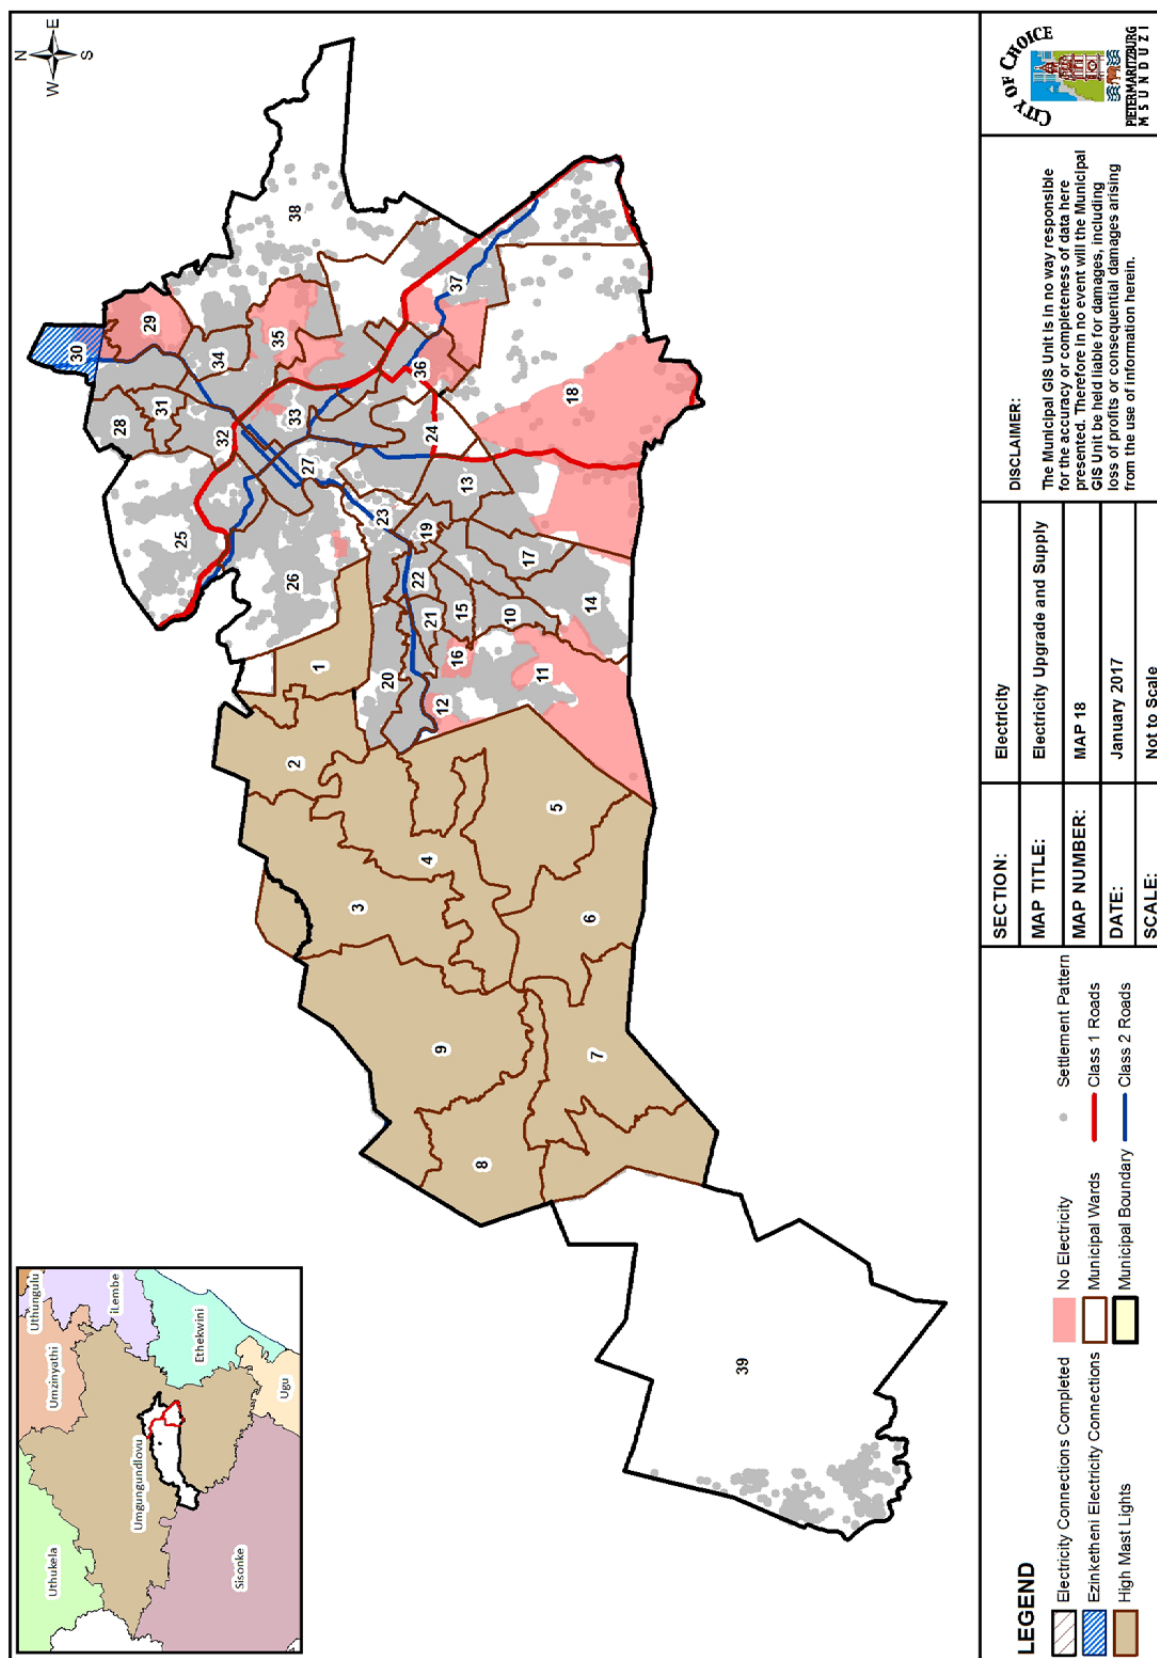 N
E
S
W
Uthungulu
Umzinyathi
iLembe
Uthukela
Umgungundlovu
Ethekwini
Ugu
Sisonke
38
30
29
34
35
37
28
31
32
33
36
18
25
27
24
26
23
13
19
17
22
15
10
14
21
16
11
20
12
1
2
5
4
3
6
9
7
8
39
LEGEND
Electricity Connections Completed
Ezinketheni Electricity Connections
High Mast Lights
No Electricity
Municipal Wards
Municipal Boundary
Settlement Pattern
Class 1 Roads
Class 2 Roads
SECTION: Electricity
MAP TITLE: Electricity Upgrade and Supply
MAP NUMBER: MAP 18
DATE: January 2017
SCALE: Not to Scale
DISCLAIMER:
The Municipal GIS Units in no way responsible
for the accuracy or completeness of data here
presented. Therefore in no event will the Municipal
GIS Unit be held liable for damages, including
loss of profits or consequential damages arising
from the use of information herein.
CITY OF CHOICE
PIETERMARITZBURG
MSUNDUZI